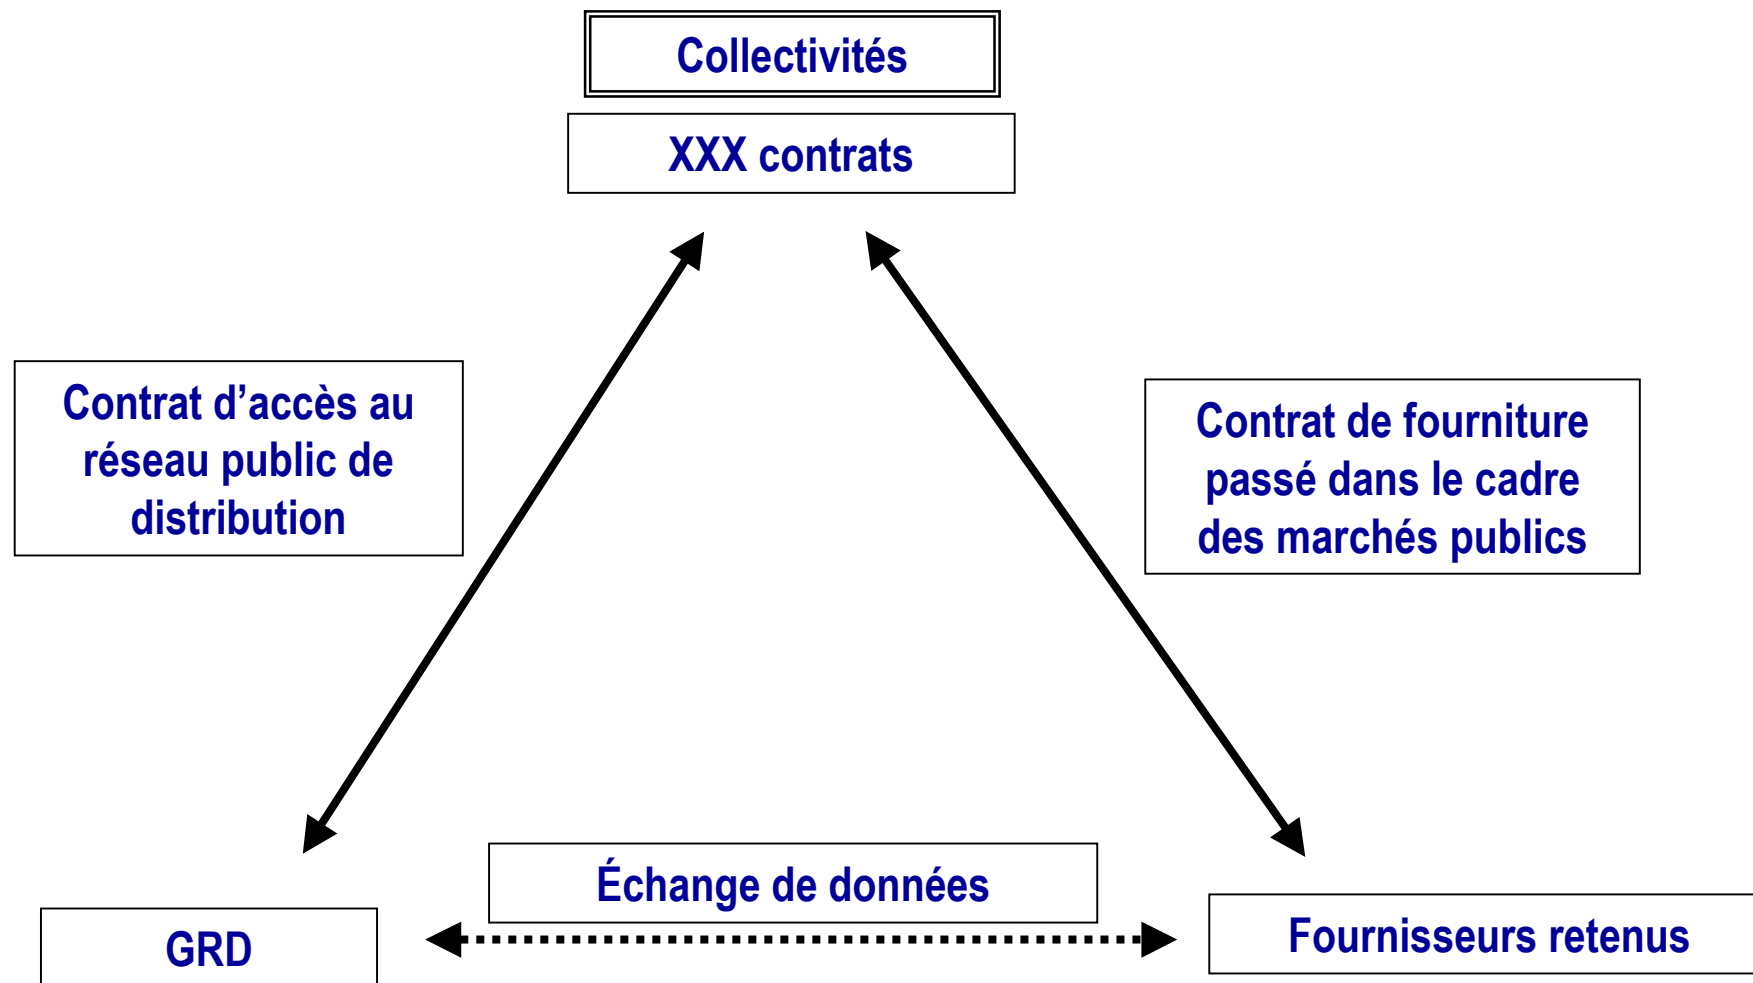 Collectivités
XXX contrats
Contrat d’accès au
réseau public de
distribution
Contrat de fourniture
passé dans le cadre
des marchés publics
Échange de données
GRD
Fournisseurs retenus